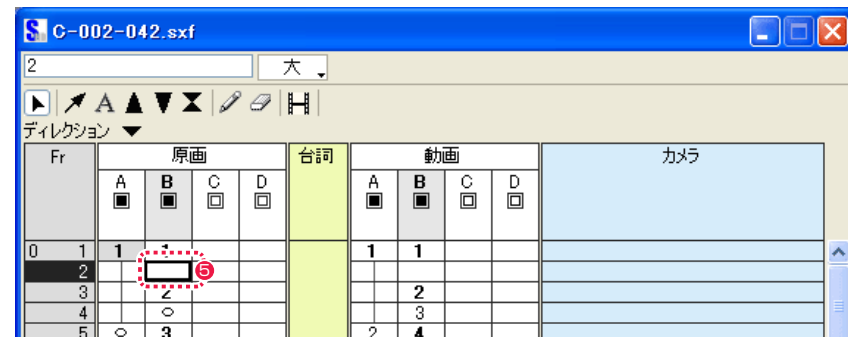 C-002-042.sxf
2 大
A
ディレクション
Fr 原画 台詞 動画 カメラ
A B C D A B C D
0 1 1 1 1 1
2 5
3 2 2
4 ○ 3
5 ○ 3 2 4